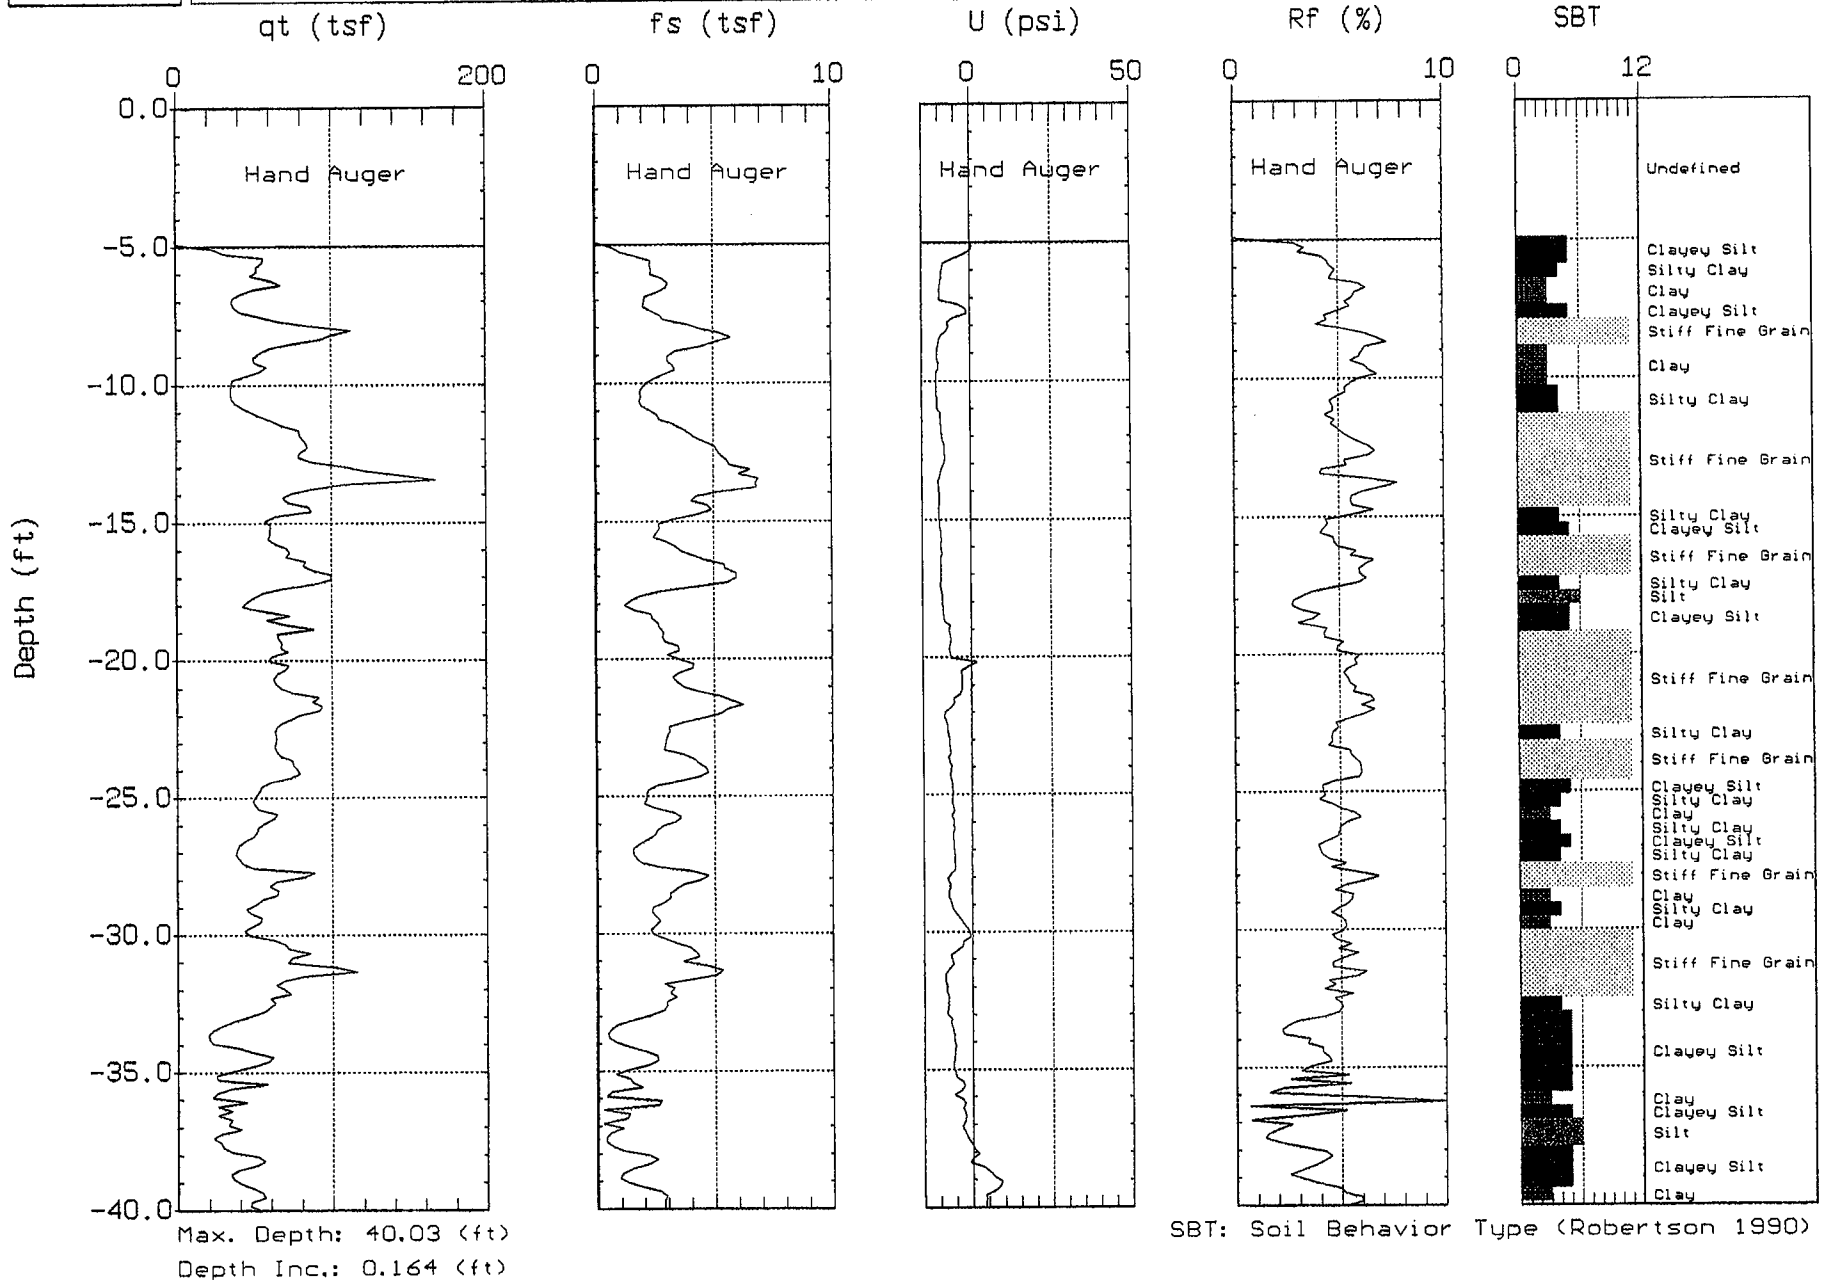 qt (tsf)
fs (tsf)
U (psi)
Rf (%)
SBT
0 200
0 10
0 50
0 10
0 12
Depth (ft)
0.0
-5.0
-10.0
-15.0
-20.0
-25.0
-30.0
-35.0
-40.0
Hand Auger
Hand Auger
Hand Auger
Hand Auger
Undefined
Clayey Silt
Silty Clay
Clay
Clayey Silt
Stiff Fine Grain
Clay
Silty Clay
Stiff Fine Grain
Silty Clay
Clayey Silt
Stiff Fine Grain
Silty Clay
Silt
Clayey Silt
Stiff Fine Grain
Silty Clay
Stiff Fine Grain
Clayey Silt
Silty Clay
Clay
Silty Clay
Clayey Silt
Silty Clay
Stiff Fine Grain
Clay
Silty Clay
Clay
Stiff Fine Grain
Silty Clay
Clayey Silt
Clay
Clayey Silt
Silt
Clayey Silt
Clay
Max. Depth: 40.03 (ft)
Depth Inc.: 0.164 (ft)
SBT: Soil Behavior Type (Robertson 1990)